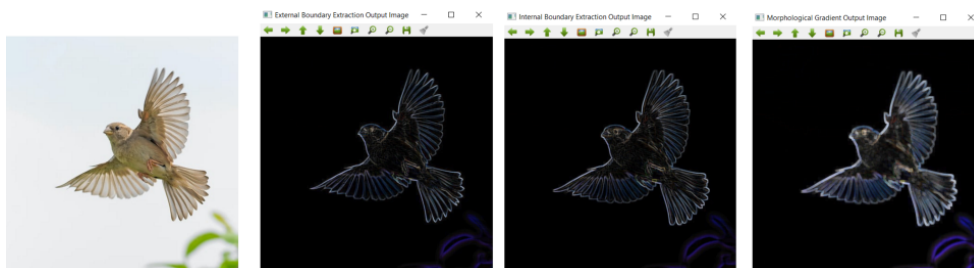 External Boundary Extraction Output Image
Internal Boundary Extraction Output Image
Morphological Gradient Output Image